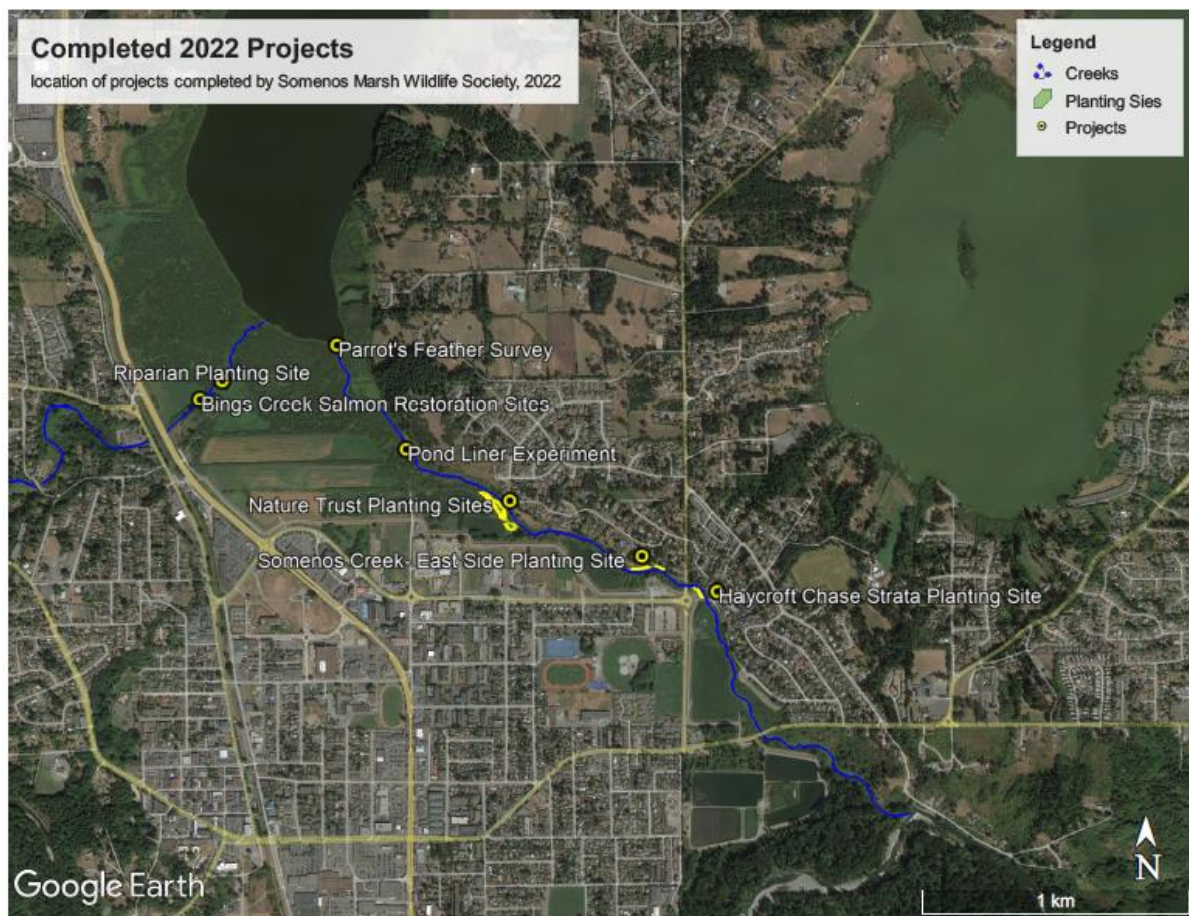 Completed 2022 Projects
location of projects completed by Somenos Marsh Wildlife Society, 2022
Legend
Creeks
Planting Sies
Projects
Parrot's Feather Survey
Riparian Planting Site
Bings Creek Salmon Restoration Sites
Pond Liner Experiment
Nature Trust Planting Sites
Somenos Creek- East Side Planting Site
Haycroft Chase Strata Planting Site
N
Google Earth
1 km